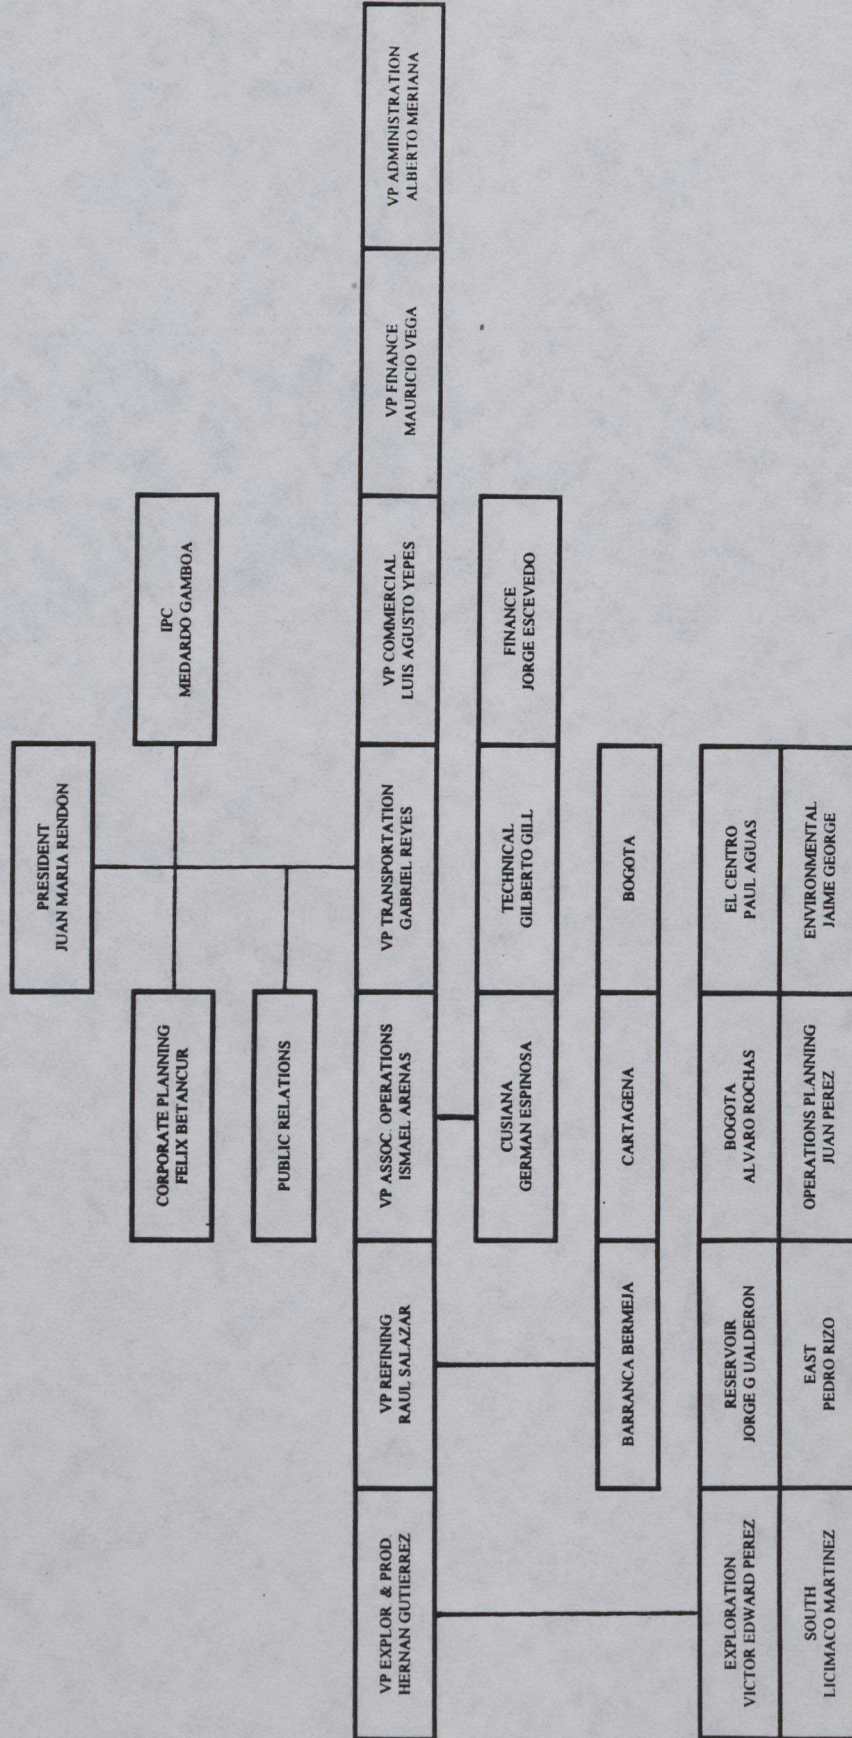 PRESIDENT
JUAN MARIA RENDON
CORPORATE PLANNING
FELIX BETANCUR
IPC
MEDARDO GAMBOA
PUBLIC RELATIONS
VP EXPLOR. & PROD.
HERNAN GUTIERREZ
VP REFINING
RAUL SALAZAR
VP ASSOC. OPERATIONS
ISMAEL ARENAS
VP TRANSPORTATION
GABRIEL REYES
VP COMMERCIAL
LUIS AGUSTO YEPES
VP FINANCE
MAURICIO VEGA
VP ADMINISTRATION
ALBERTO MERIANA
CUSIANA
GERMAN ESPINOSA
TECHNICAL
GILBERTO GILL
FINANCE
JORGE ESCEVEDO
BARRANCA BERMEJA
CARTAGENA
BOGOTA
EXPLORATION
VICTOR EDWARD PEREZ
RESERVOIR
JORGE G UALDERON
BOGOTA
ALVARO ROCHAS
EL CENTRO
PAUL AGUAS
SOUTH
LICIMACO MARTINEZ
EAST
PEDRO RIZO
OPERATIONS PLANNING
JUAN PEREZ
ENVIRONMENTAL
JAIME GEORGE